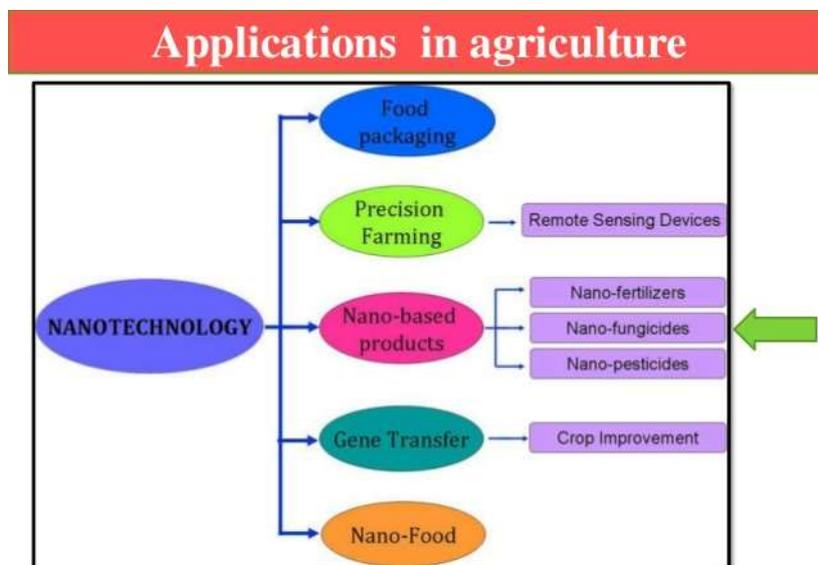 Applications in agriculture
Food
packaging
Precision
Farming
Remote Sensing Devices
NANOTECHNOLOGY
Nano-based
products
Nano-fertilizers
Nano-fungicides
Nano-pesticides
Gene Transfer
Crop Improvement
Nano-Food